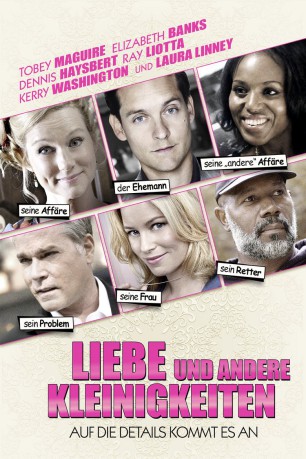 TOBEY MAGUIRE ELIZABETH BANKS
DENNIS HAYSBERT RAY LIOTTA
KERRY WASHINGTON UND LAURA LINNEY
seine Affäre
der Ehemann
seine „andere" Affäre
sein Problem
seine Frau
sein Retter
LIEBE UND ANDERE
KLEINIGKEITEN
AUF DIE DETAILS KOMMT ES AN